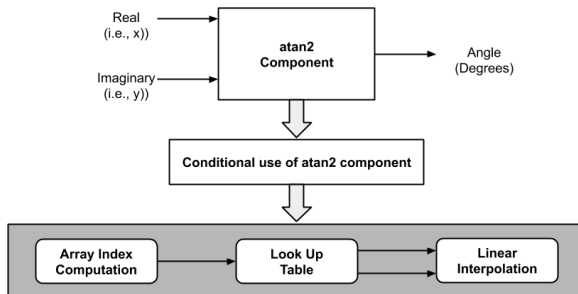 Real
(i.e., x))
atan2
Component
Angle
(Degrees)
Imaginary
(i.e., y))
Conditional use of atan2 component
Array Index
Computation
Look Up
Table
Linear
Interpolation